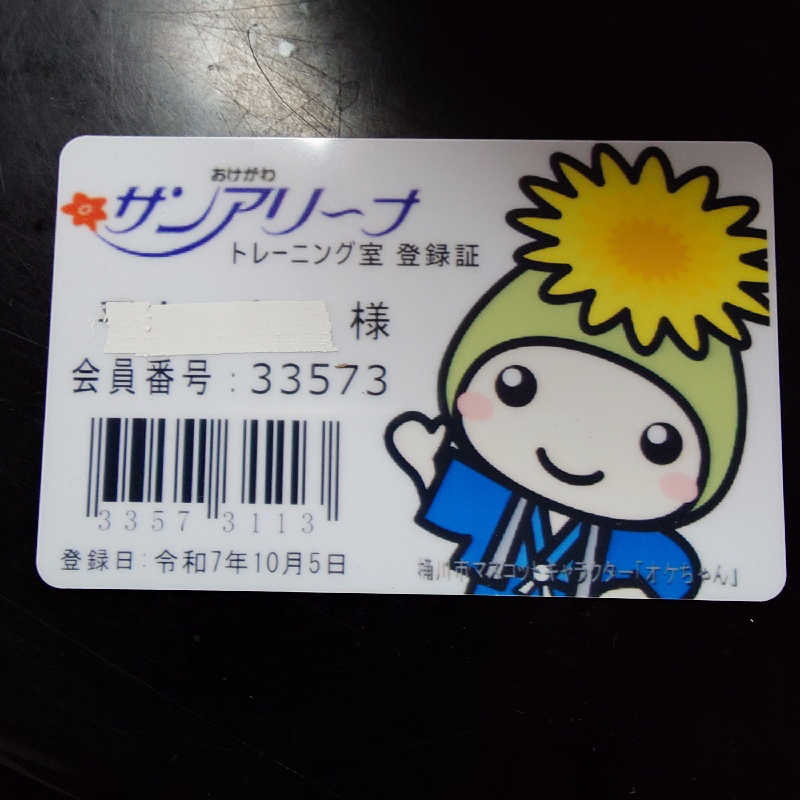 おけがわ
サンアリーナ
トレーニング室 登録証
様
会員番号:33573
3357 3113
登録日:令和7年10月5日
桶川市マスコットキャラクター「オケちゃん」